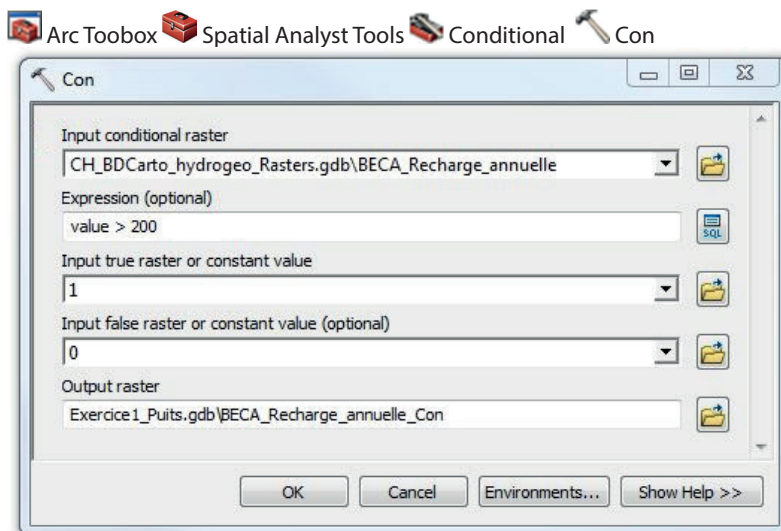 Arc Toobox Spatial Analyst Tools Conditional Con
Con
Input conditional raster
CH_BDCarto_hydrogeo_Rasters.gdb\BECA_Recharge_annuelle
Expression (optional)
value > 200
SQL
Input true raster or constant value
1
Input false raster or constant value (optional)
0
Output raster
Exercice1_Puits.gdb\BECA_Recharge_annuelle_Con
OK Cancel Environments... Show Help >>